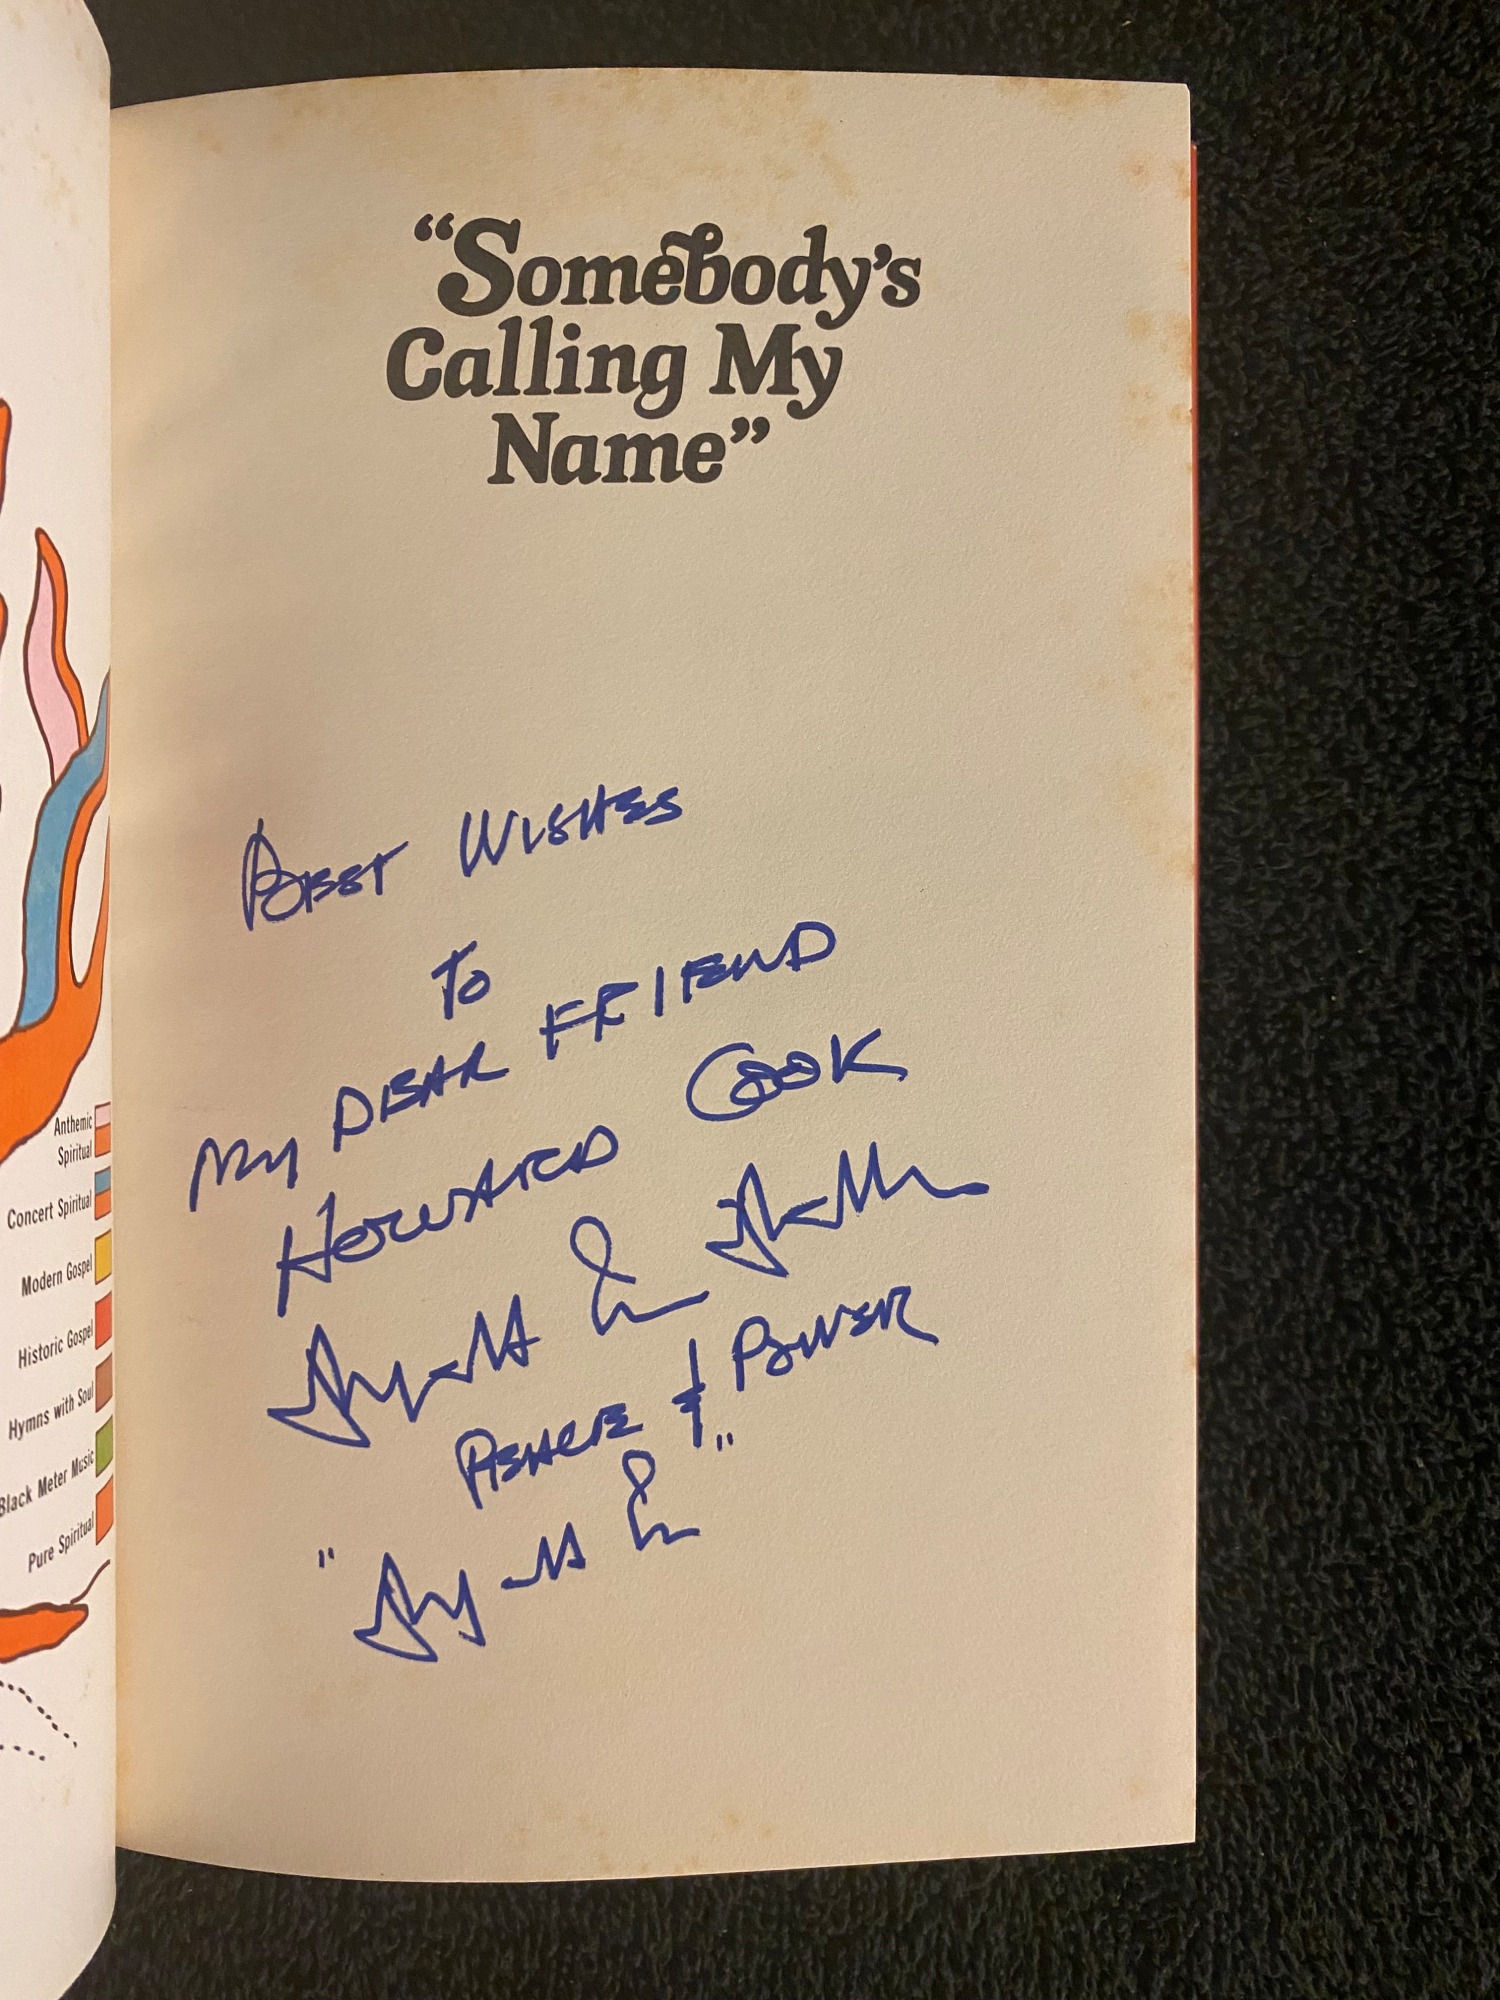 Anthemic
Spiritual
Concert Spiritual
Modern Gospel
Historic Gospel
Hymns with Soul
Black Meter Music
Pure Spiritual
“Somebody’s
Calling My
Name”
BEST WISHES
TO
MY DEAR FRIEND
HOWARD COOK
PEACE & POWER